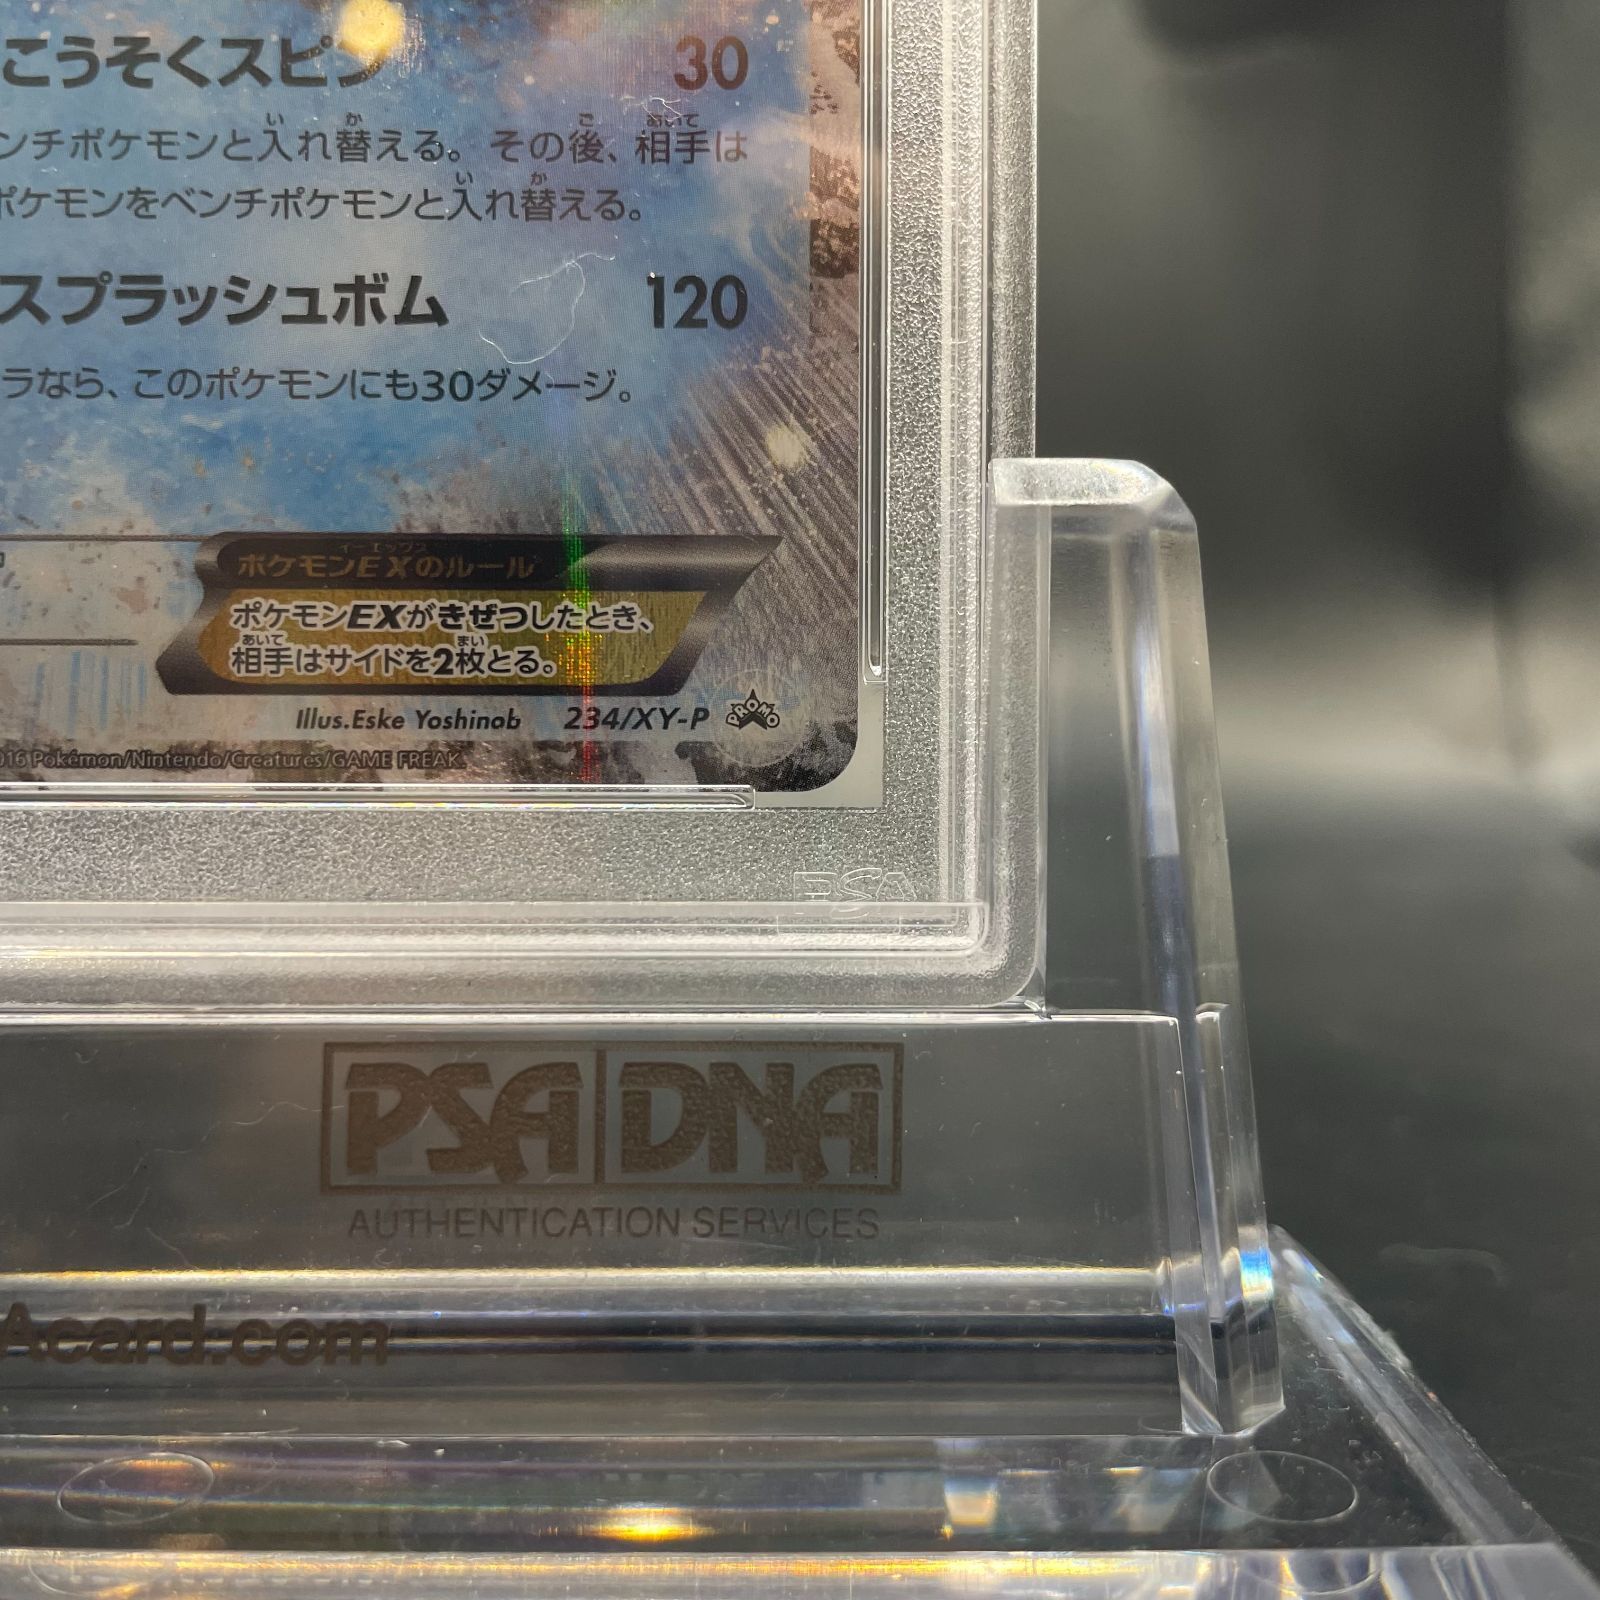 こうそくスピン 30
ンチポケモンと入れ替える。その後、相手は
ポケモンをベンチポケモンと入れ替える。
スプラッシュボム 120
ラなら、このポケモンにも30ダメージ。
ポケモンEXのルール
ポケモンEXがきぜつしたとき、
相手はサイドを2枚とる。
Illus.Eske Yoshinob 234/XY-P PROMO
016 Pokémon/Nintendo/Creatures/GAME FREAK.
PSA
PSA DNA
AUTHENTICATION SERVICES
Acard.com